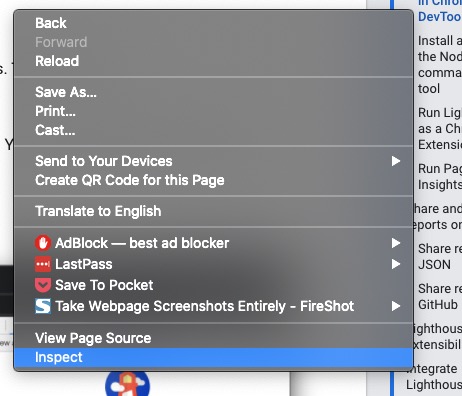 Back
Forward
Reload
Save As...
Print...
Cast...
Send to Your Devices
Create QR Code for this Page
Translate to English
AdBlock — best ad blocker
LastPass
Save To Pocket
Take Webpage Screenshots Entirely - FireShot
View Page Source
Inspect
in Chro
DevToo
Install a
the Nod
comma
tool
Run Lig
as a Ch
Extensi
Run Pag
Insights
hare and
eports on
Share re
JSON
Share re
GitHub
ighthous
xtensibil
ntegrate
Lighthous